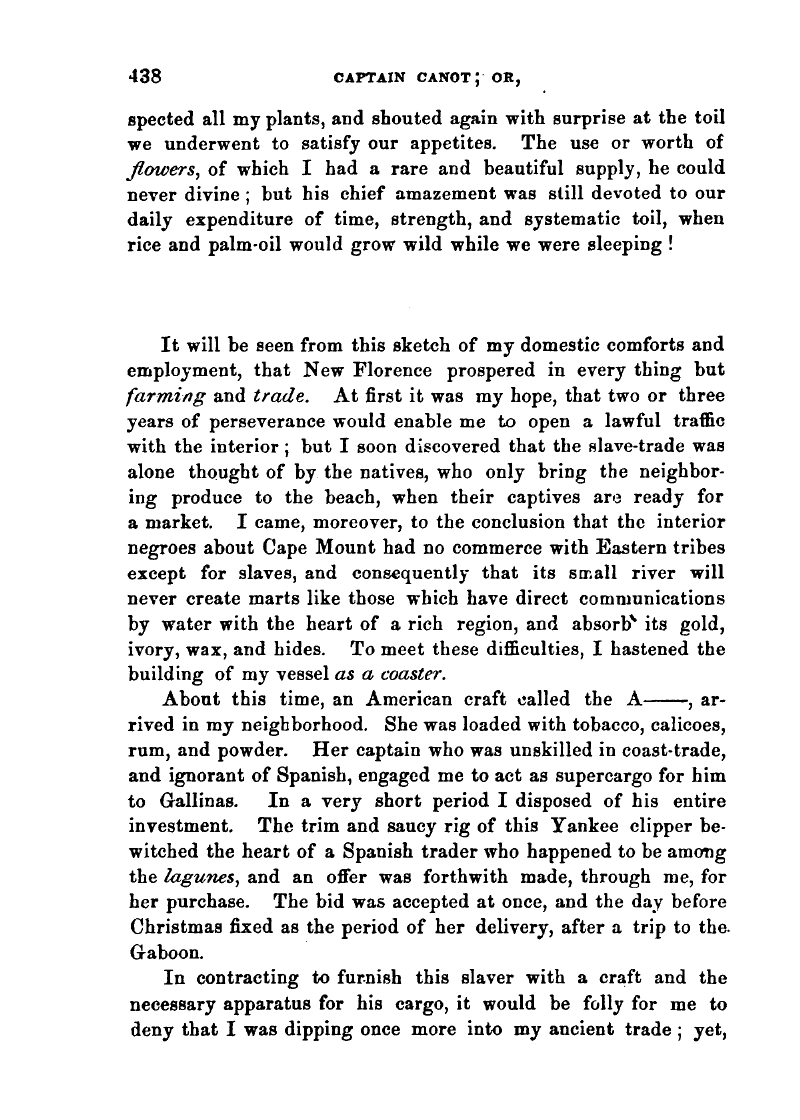 438 CAPTAIN CANOT; OR,
spected all my plants, and shouted again with surprise at the toil
we underwent to satisfy our appetites. The use or worth of
flowers, of which I had a rare and beautiful supply, he could
never divine; but his chief amazement was still devoted to our
daily expenditure of time, strength, and systematic toil, when
rice and palm-oil would grow wild while we were sleeping!
It will be seen from this sketch of my domestic comforts and
employment, that New Florence prospered in every thing but
farming and trade. At first it was my hope, that two or three
years of perseverance would enable me to open a lawful traffic
with the interior; but I soon discovered that the slave-trade was
alone thought of by the natives, who only bring the neighbor-
ing produce to the beach, when their captives are ready for
a market. I came, moreover, to the conclusion that the interior
negroes about Cape Mount had no commerce with Eastern tribes
except for slaves, and consequently that its small river will
never create marts like those which have direct communications
by water with the heart of a rich region, and absorb its gold,
ivory, wax, and hides. To meet these difficulties, I hastened the
building of my vessel as a coaster.
About this time, an American craft called the A——, ar-
rived in my neighborhood. She was loaded with tobacco, calicoes,
rum, and powder. Her captain who was unskilled in coast-trade,
and ignorant of Spanish, engaged me to act as supercargo for him
to Gallinas. In a very short period I disposed of his entire
investment. The trim and saucy rig of this Yankee clipper be-
witched the heart of a Spanish trader who happened to be among
the lagunes, and an offer was forthwith made, through me, for
her purchase. The bid was accepted at once, and the day before
Christmas fixed as the period of her delivery, after a trip to the
Gaboon.
In contracting to furnish this slaver with a craft and the
necessary apparatus for his cargo, it would be folly for me to
deny that I was dipping once more into my ancient trade; yet,